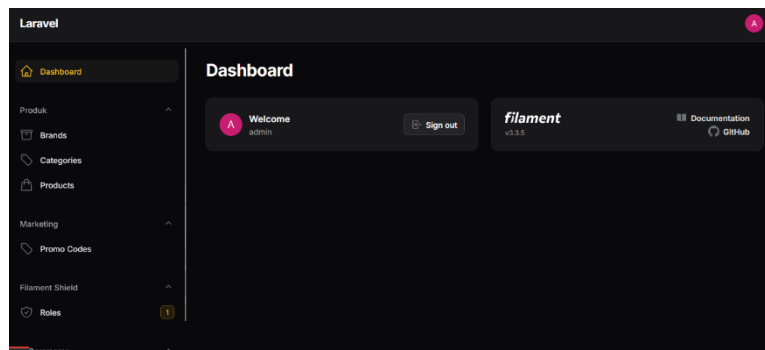 Laravel
A
Dashboard
Produk
Brands
Categories
Products
Marketing
Promo Codes
Filament Shield
Roles
1
Dashboard
A
Welcome
admin
Sign out
filament
v3.3.5
Documentation
GitHub